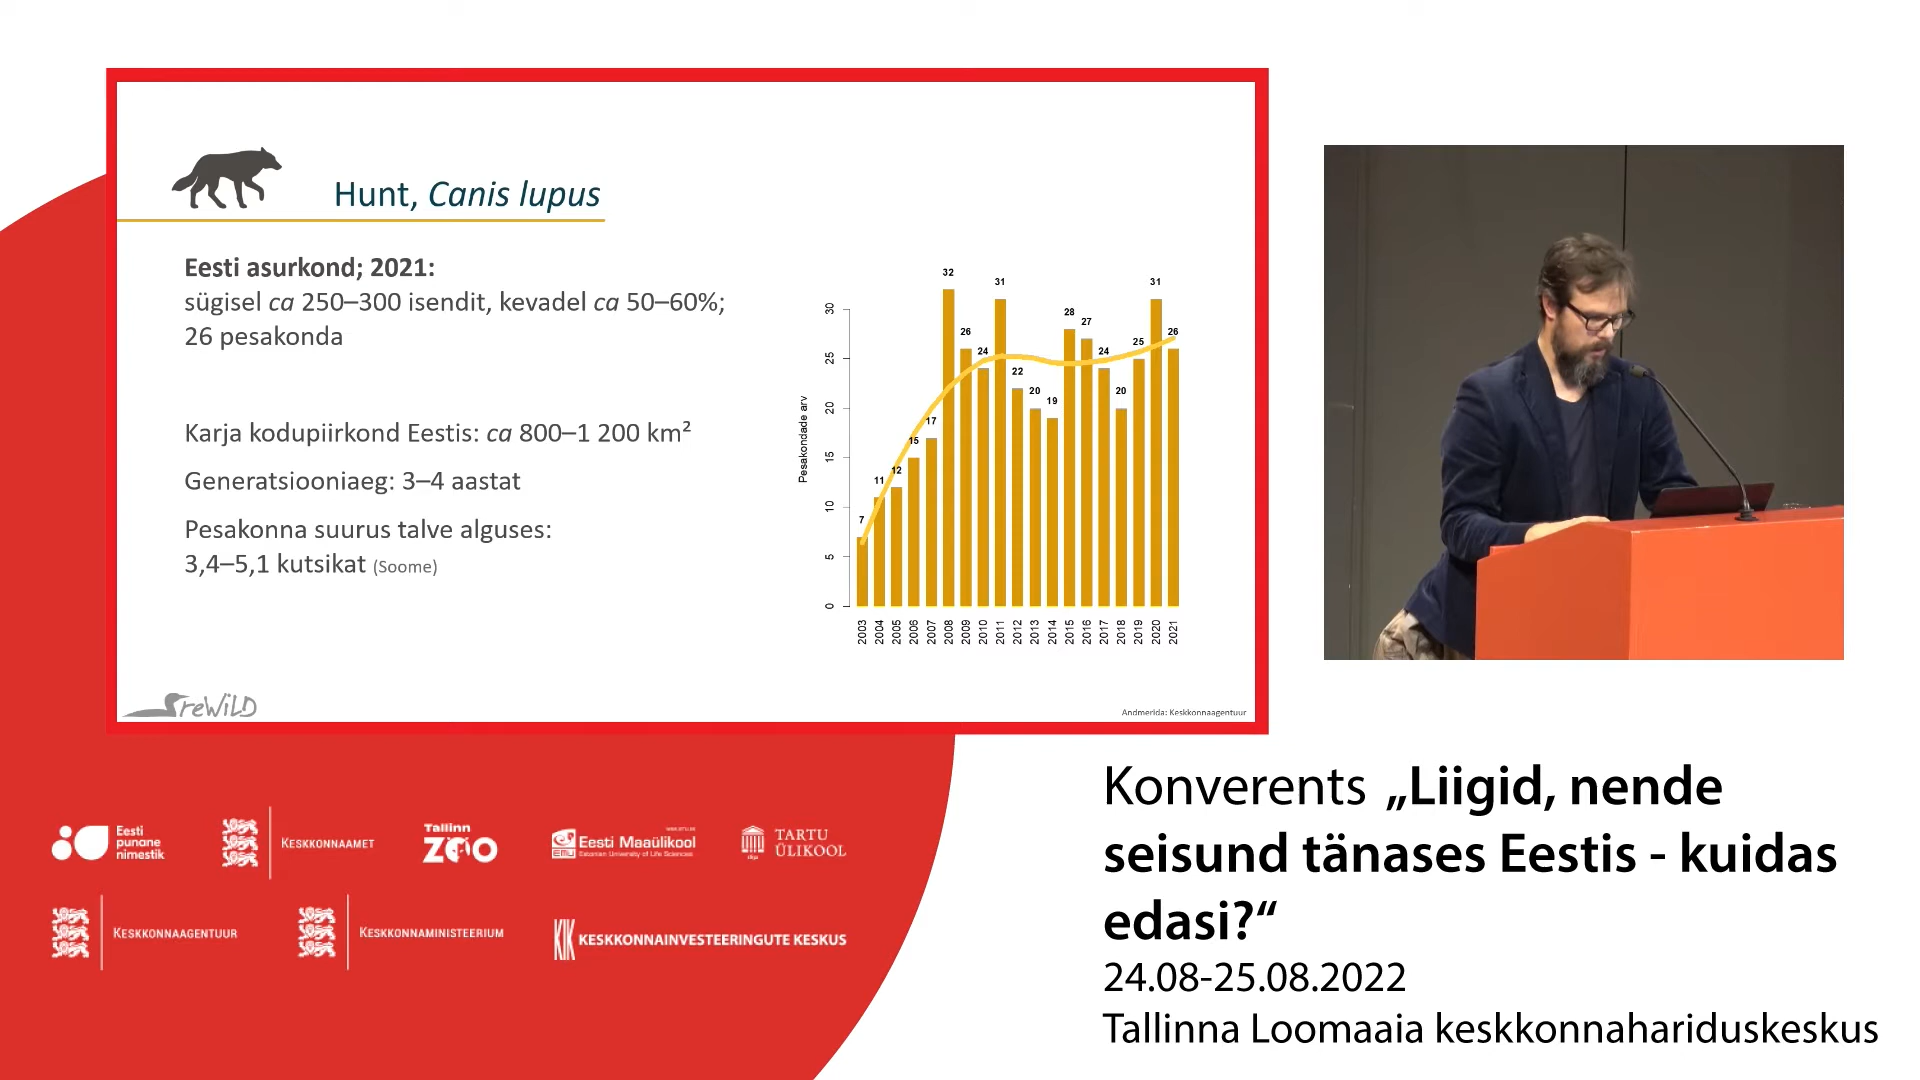 Hunt, Canis lupus
Eesti asurkond; 2021:
sügisel ca 250–300 isendit, kevadel ca 50–60%;
26 pesakonda
Karja kodupiirkond Eestis: ca 800–1 200 km²
Generatsiooniaeg: 3–4 aastat
Pesakonna suurus talve alguses:
3,4–5,1 kutsikat (Soome)
Pesakondade arv
0 5 10 15 20 25 30
7 11 12 15 17 32 26 24 31 22 20 19 28 27 24 20 25 31 26
2003 2004 2005 2006 2007 2008 2009 2010 2011 2012 2013 2014 2015 2016 2017 2018 2019 2020 2021
reWiLD
Andmerida: Keskkonnaagentuur
Eesti
punane
nimestik
KESKKONNAAMET
Tallinn
ZOO
www.emu.ee
EMU
Eesti Maaülikool
Estonian University of Life Sciences
1632
TARTU
ÜLIKOOL
KESKKONNAAGENTUUR
KESKKONNAMINISTEERIUM
KIK KESKKONNAINVESTEERINGUTE KESKUS
Konverents „Liigid, nende
seisund tänases Eestis - kuidas
edasi?“
24.08-25.08.2022
Tallinna Loomaaia keskkonnahariduskeskus